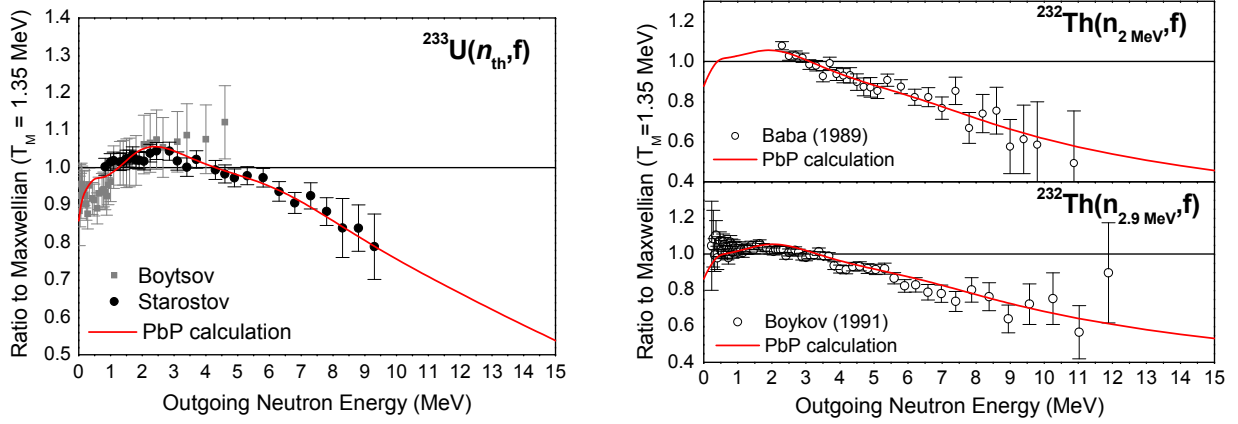 Ratio to Maxwellian (T_M = 1.35 MeV)
1.4
1.3
1.2
1.1
1.0
0.9
0.8
0.7
0.6
0.5
²³³U(n_th,f)
Boytsov
Starostov
PbP calculation
0 1 2 3 4 5 6 7 8 9 10 11 12 13 14 15
Outgoing Neutron Energy (MeV)
Ratio to Maxwellian (T_M=1.35 MeV)
²³²Th(n_2 MeV,f)
1.2
1.0
0.8
0.6
0.4
Baba (1989)
PbP calculation
²³²Th(n_2.9 MeV,f)
1.2
1.0
0.8
0.6
0.4
Boykov (1991)
PbP calculation
0 1 2 3 4 5 6 7 8 9 10 11 12 13 14 15
Outgoing Neutron Energy (MeV)